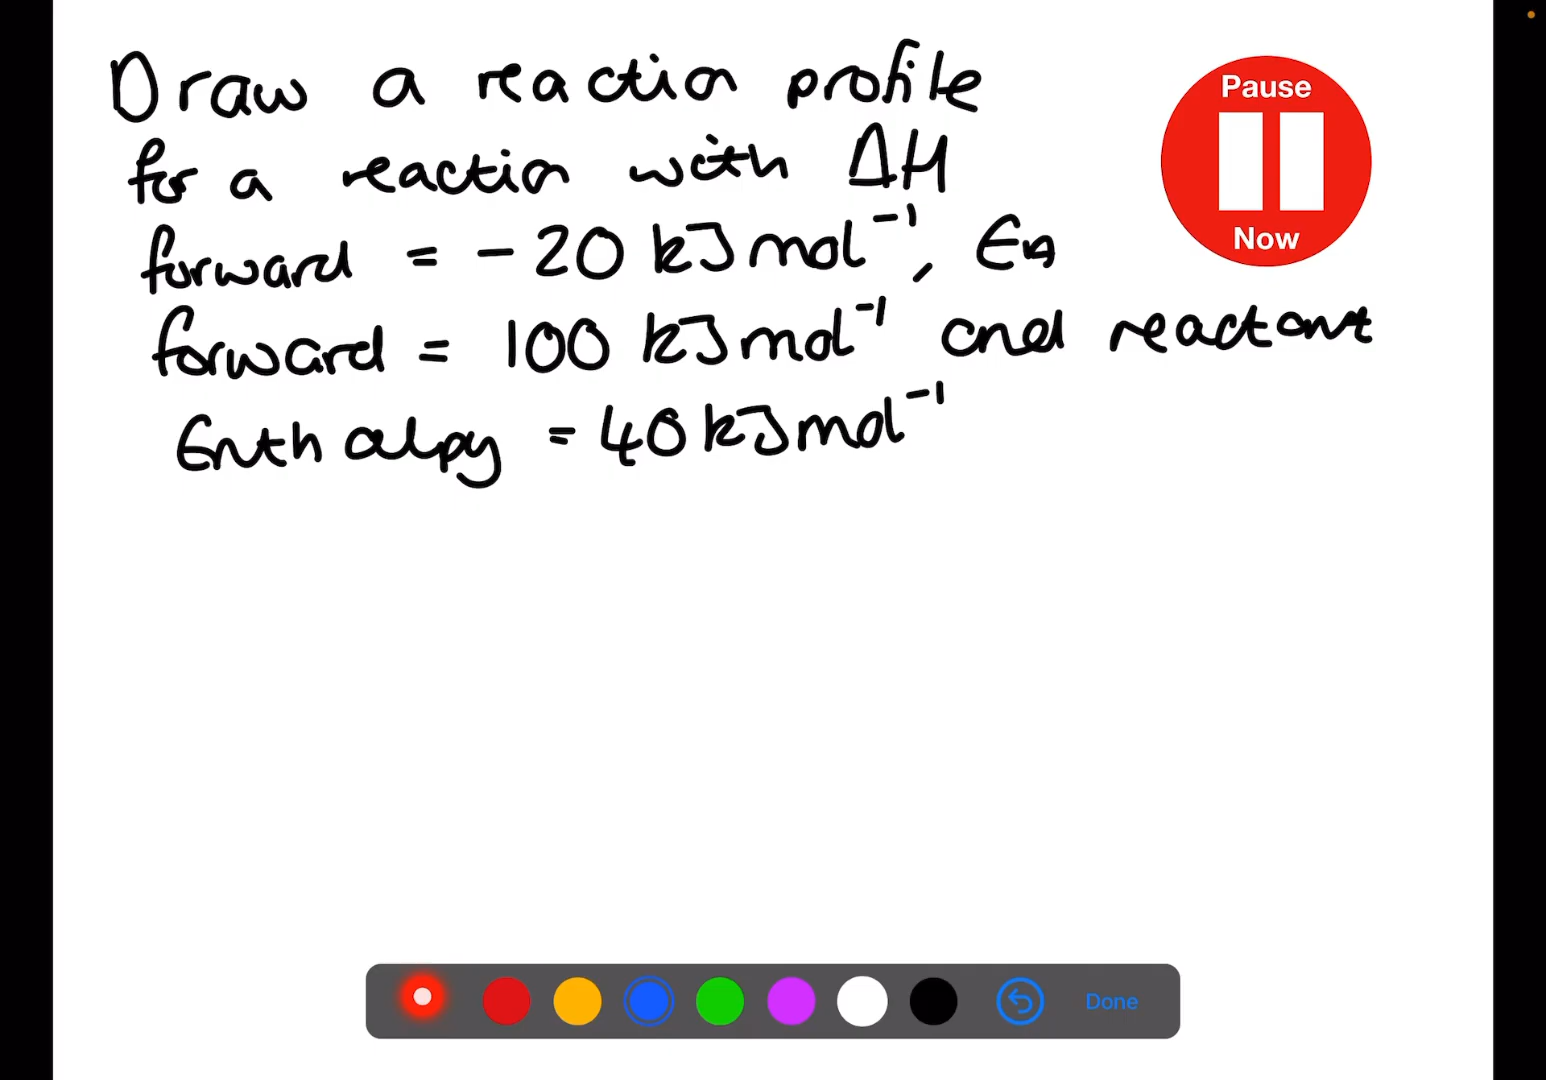 Draw a reaction profile
for a reaction with ΔH
forward = -20 kJ mol⁻¹, EA
forward = 100 kJ mol⁻¹ and reactant
Enthalpy = 40 kJ mol⁻¹
Pause
Now
Done